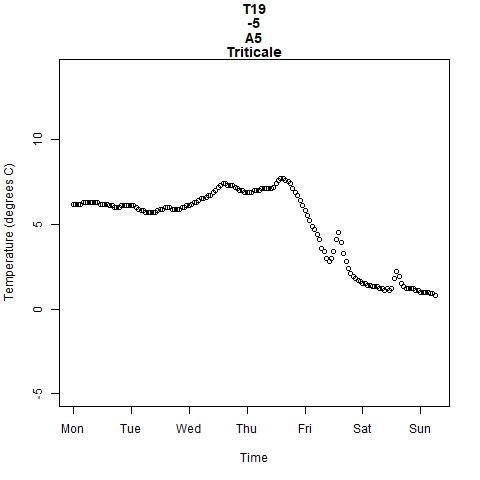 T19
-5
A5
Triticale
Temperature (degrees C)
10
5
0
-5
Mon Tue Wed Thu Fri Sat Sun
Time